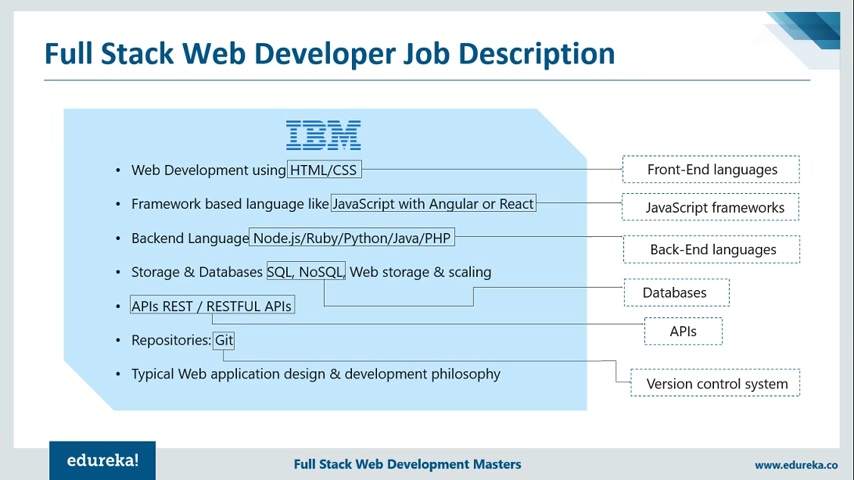 Full Stack Web Developer Job Description
IBM
• Web Development using HTML/CSS
Front-End languages
• Framework based language like JavaScript with Angular or React
JavaScript frameworks
• Backend Language Node.js/Ruby/Python/Java/PHP
Back-End languages
• Storage & Databases SQL, NoSQL, Web storage & scaling
Databases
• APIs REST / RESTFUL APIs
APIs
• Repositories: Git
• Typical Web application design & development philosophy
Version control system
edureka!
Full Stack Web Development Masters
www.edureka.co